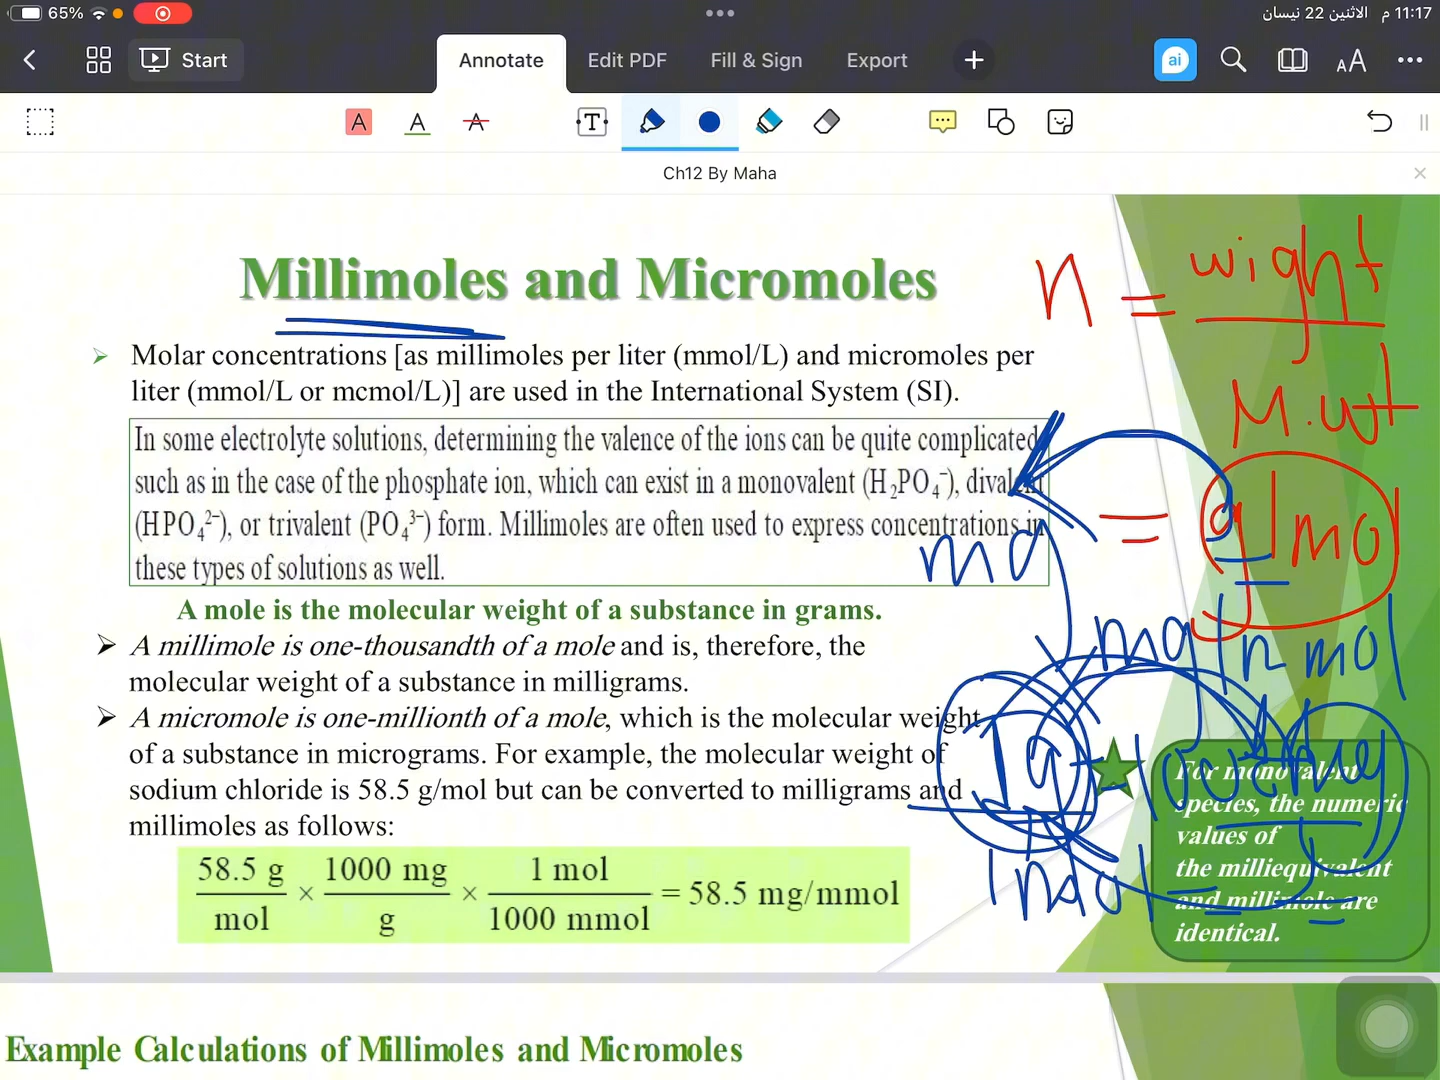 65%
11:17 م الاثنين 22 نيسان
Start
Annotate
Edit PDF
Fill & Sign
Export
ai
AA
A
A
A
T
Ch12 By Maha
Millimoles and Micromoles
Molar concentrations [as millimoles per liter (mmol/L) and micromoles per
liter (mmol/L or mcmol/L)] are used in the International System (SI).
In some electrolyte solutions, determining the valence of the ions can be quite complicated
such as in the case of the phosphate ion, which can exist in a monovalent (H₂PO₄⁻), divalent
(HPO₄²⁻), or trivalent (PO₄³⁻) form. Millimoles are often used to express concentrations in
these types of solutions as well.
A mole is the molecular weight of a substance in grams.
A millimole is one-thousandth of a mole and is, therefore, the
molecular weight of a substance in milligrams.
A micromole is one-millionth of a mole, which is the molecular weight
of a substance in micrograms. For example, the molecular weight of
sodium chloride is 58.5 g/mol but can be converted to milligrams and
millimoles as follows:
58.5 g / mol × 1000 mg / g × 1 mol / 1000 mmol = 58.5 mg/mmol
n = wight
M.wt
= g/mol
mg
1g
For monovalent
species, the numeric
values of
the milliequivalent
and millimole are
identical.
Example Calculations of Millimoles and Micromoles